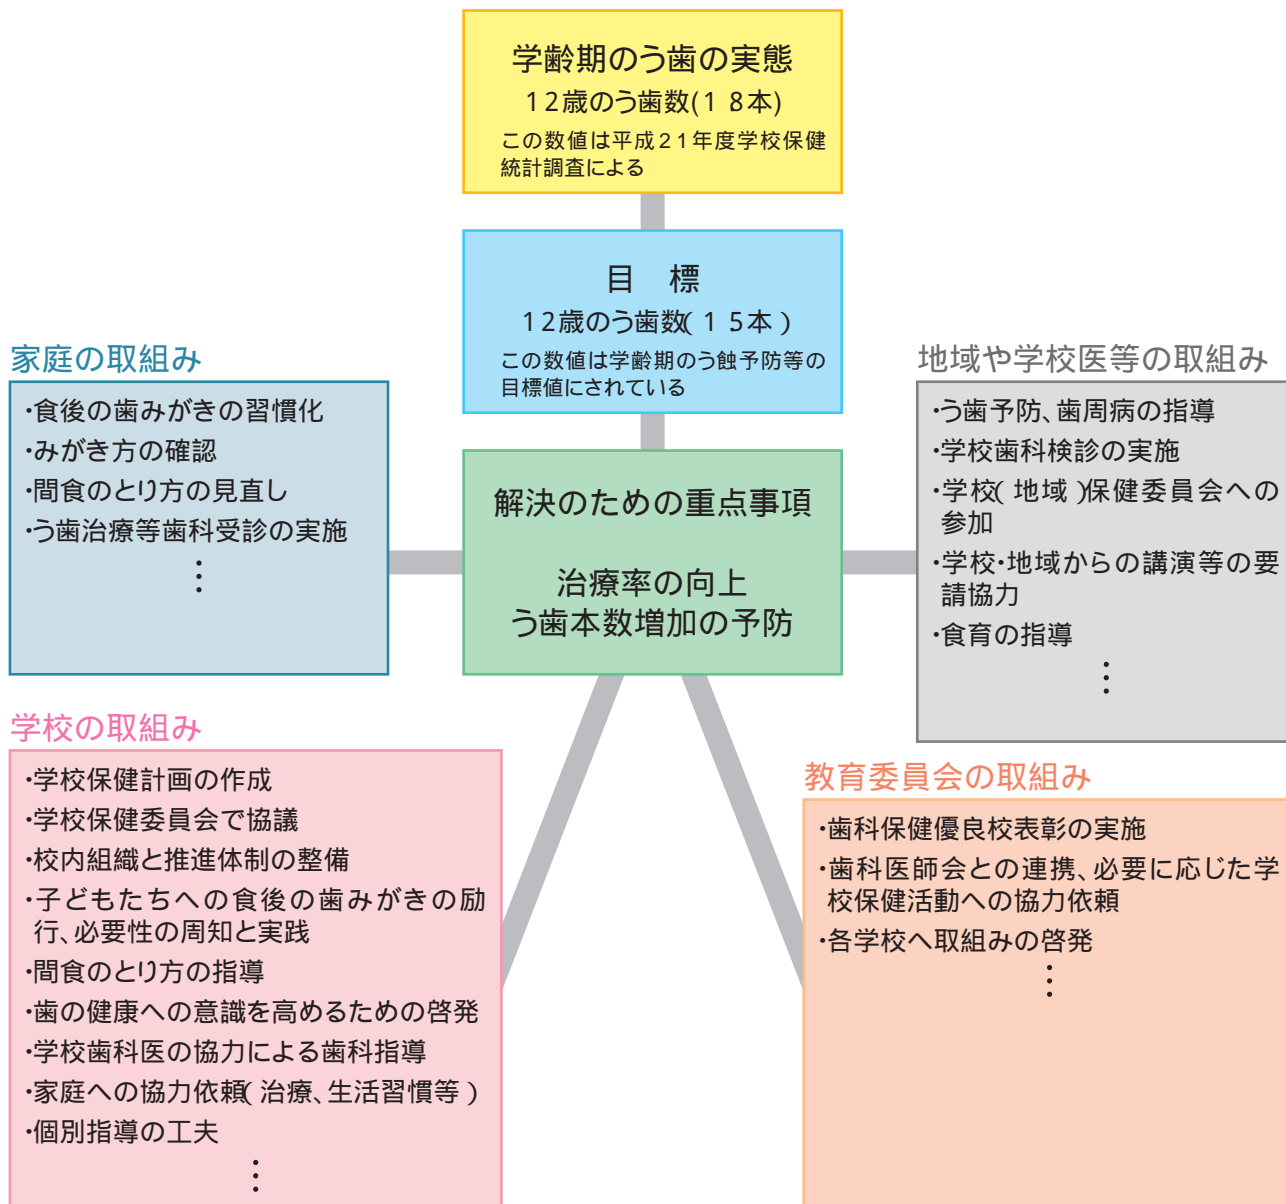 学齢期のう歯の実態
12歳のう歯数(1 8本)
この数値は平成21年度学校保健
統計調査による
目 標
12歳のう歯数( 1 5本 )
この数値は学齢期のう蝕予防等の
目標値にされている
家庭の取組み
・食後の歯みがきの習慣化
・みがき方の確認
・間食のとり方の見直し
・う歯治療等歯科受診の実施
⋮
解決のための重点事項
治療率の向上
う歯本数増加の予防
地域や学校医等の取組み
・う歯予防、歯周病の指導
・学校歯科検診の実施
・学校( 地域 )保健委員会への
参加
・学校・地域からの講演等の要
請協力
・食育の指導
⋮
学校の取組み
・学校保健計画の作成
・学校保健委員会で協議
・校内組織と推進体制の整備
・子どもたちへの食後の歯みがきの励
行、必要性の周知と実践
・間食のとり方の指導
・歯の健康への意識を高めるための啓発
・学校歯科医の協力による歯科指導
・家庭への協力依頼( 治療、生活習慣等 )
・個別指導の工夫
⋮
教育委員会の取組み
・歯科保健優良校表彰の実施
・歯科医師会との連携、必要に応じた学
校保健活動への協力依頼
・各学校へ取組みの啓発
⋮